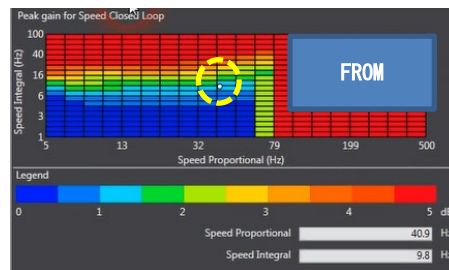 Peak gain for Speed Closed Loop
Speed Integral (Hz)
100
40
16
6
3
1
FROM
5 13 32 79 199 500
Speed Proportional (Hz)
Legend
0 1 2 3 4 5 dB
Speed Proportional 40.9 Hz
Speed Integral 9.8 Hz